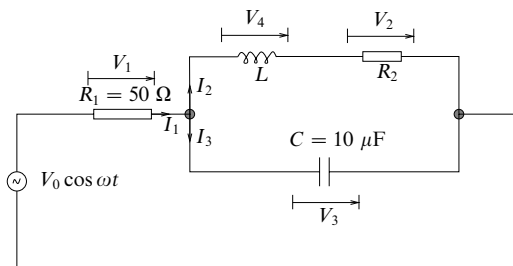 V₄
V₂
L
R₂
V₁
R₁ = 50 Ω
I₁
I₂
I₃
C = 10 μF
V₃
~
V₀ cos ωt